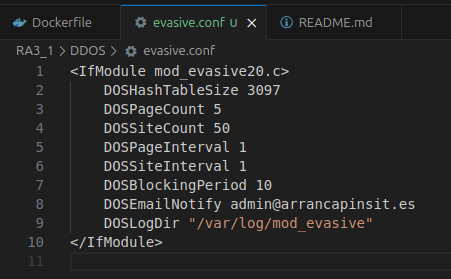 Dockerfile evasive.conf U × README.md
RA3_1 > DDOS > evasive.conf
1 <IfModule mod_evasive20.c>
2 DOSHashTableSize 3097
3 DOSPageCount 5
4 DOSSiteCount 50
5 DOSPageInterval 1
6 DOSSiteInterval 1
7 DOSBlockingPeriod 10
8 DOSEmailNotify admin@arrancapinsit.es
9 DOSLogDir "/var/log/mod_evasive"
10 </IfModule>
11